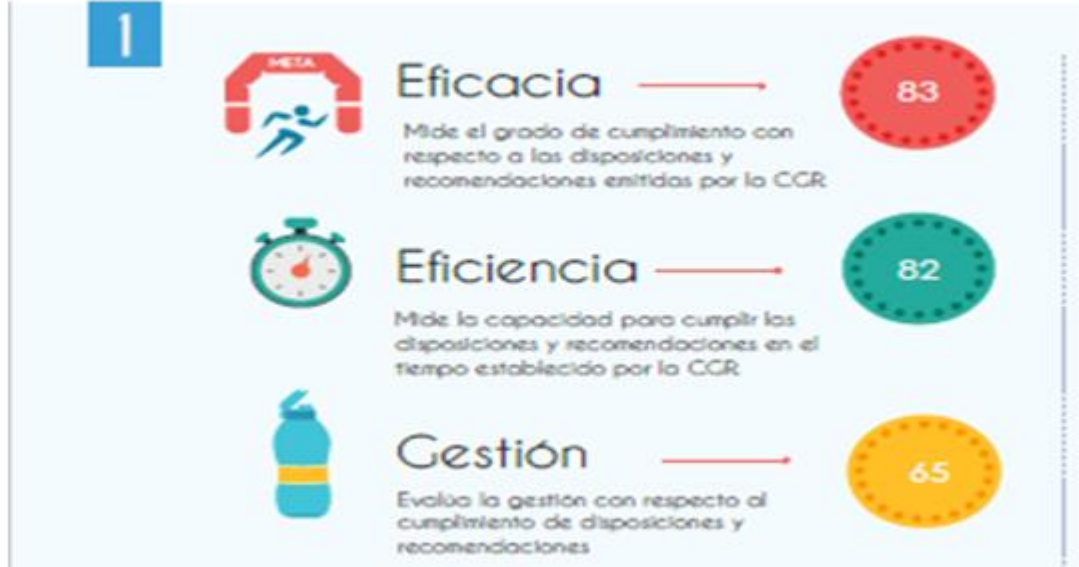 1
META
Eficacia
83
Mide el grado de cumplimiento con
respecto a las disposiciones y
recomendaciones emitidas por la CGR
Eficiencia
82
Mide la capacidad para cumplir las
disposiciones y recomendaciones en el
tiempo establecido por la CGR
Gestión
65
Evalúa la gestión con respecto al
cumplimiento de disposiciones y
recomendaciones